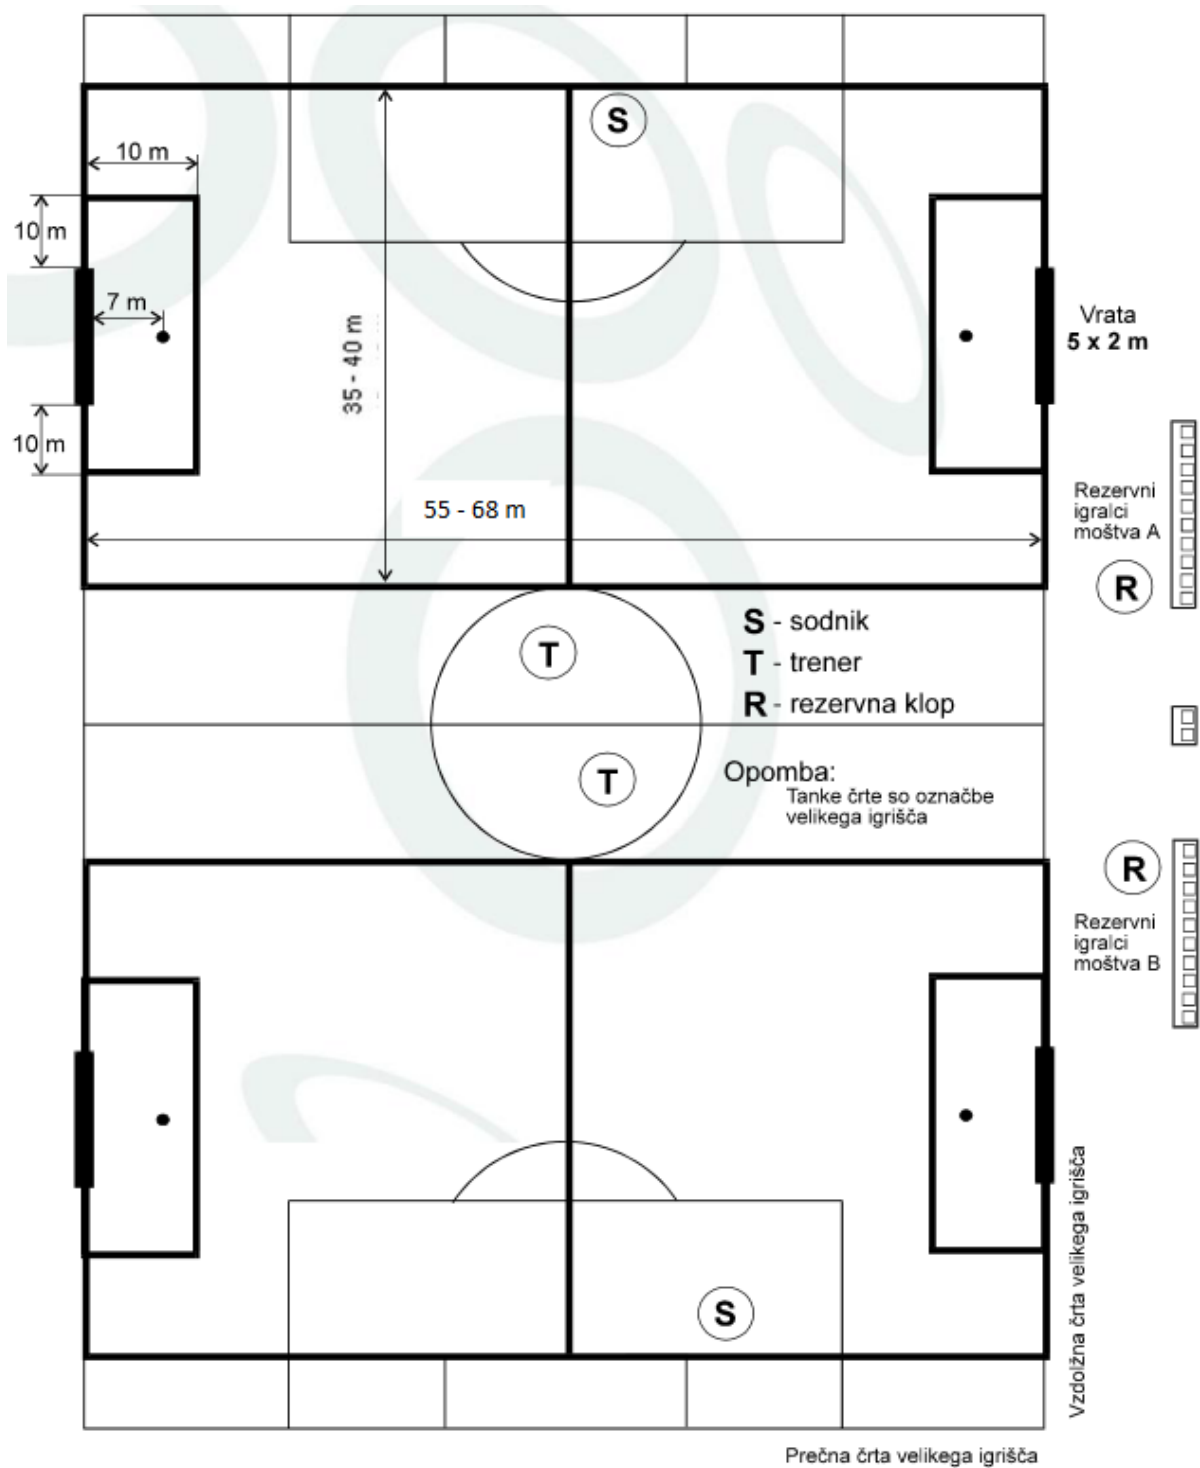 S
10 m
10 m
7 m
35 - 40 m
Vrata
5 x 2 m
10 m
Rezervni
igralci
moštva A
55 - 68 m
R
S - sodnik
T
T - trener
R - rezervna klop
T
Opomba:
Tanke črte so označbe
velikega igrišča
R
Rezervni
igralci
moštva B
S
Vzdolžna črta velikega igrišča
Prečna črta velikega igrišča